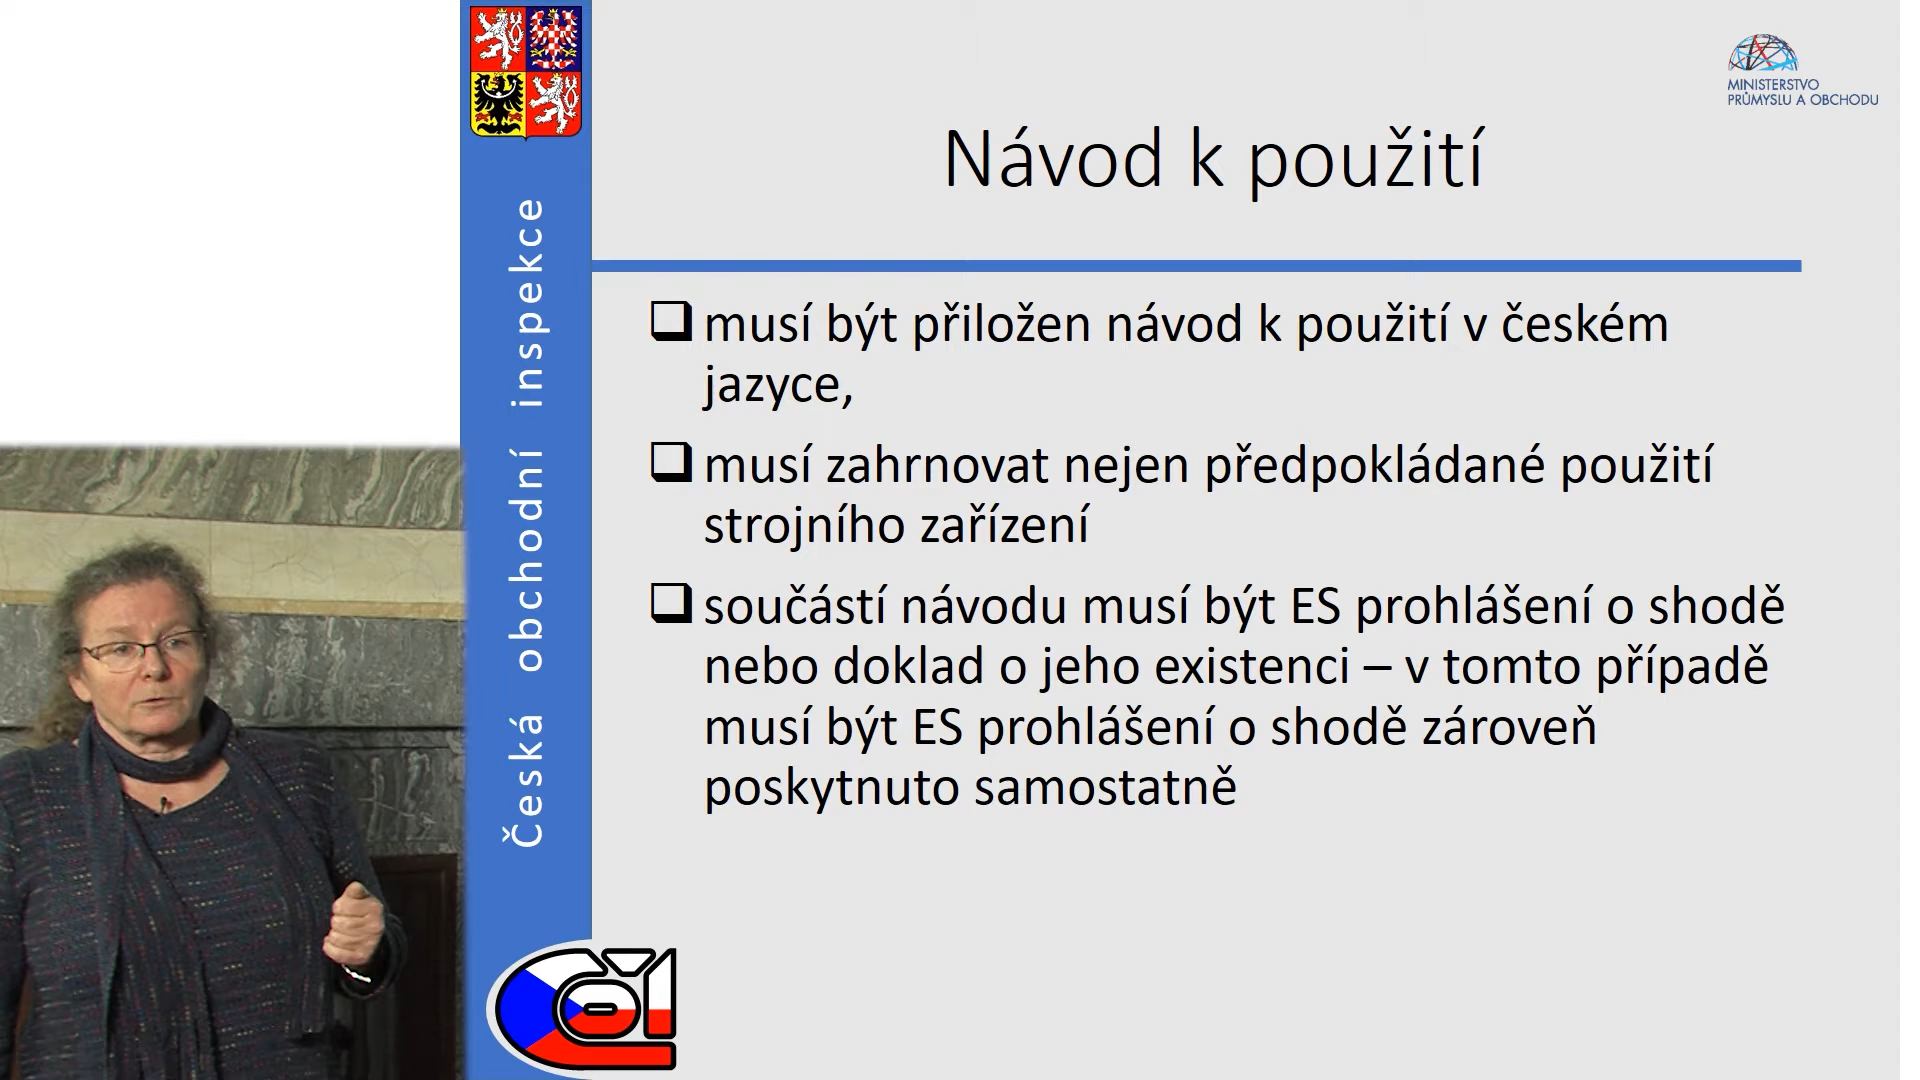 MINISTERSTVO
PRŮMYSLU A OBCHODU
Návod k použití
Česká obchodní inspekce
musí být přiložen návod k použití v českém
jazyce,
musí zahrnovat nejen předpokládané použití
strojního zařízení
součástí návodu musí být ES prohlášení o shodě
nebo doklad o jeho existenci – v tomto případě
musí být ES prohlášení o shodě zároveň
poskytnuto samostatně
ČOI